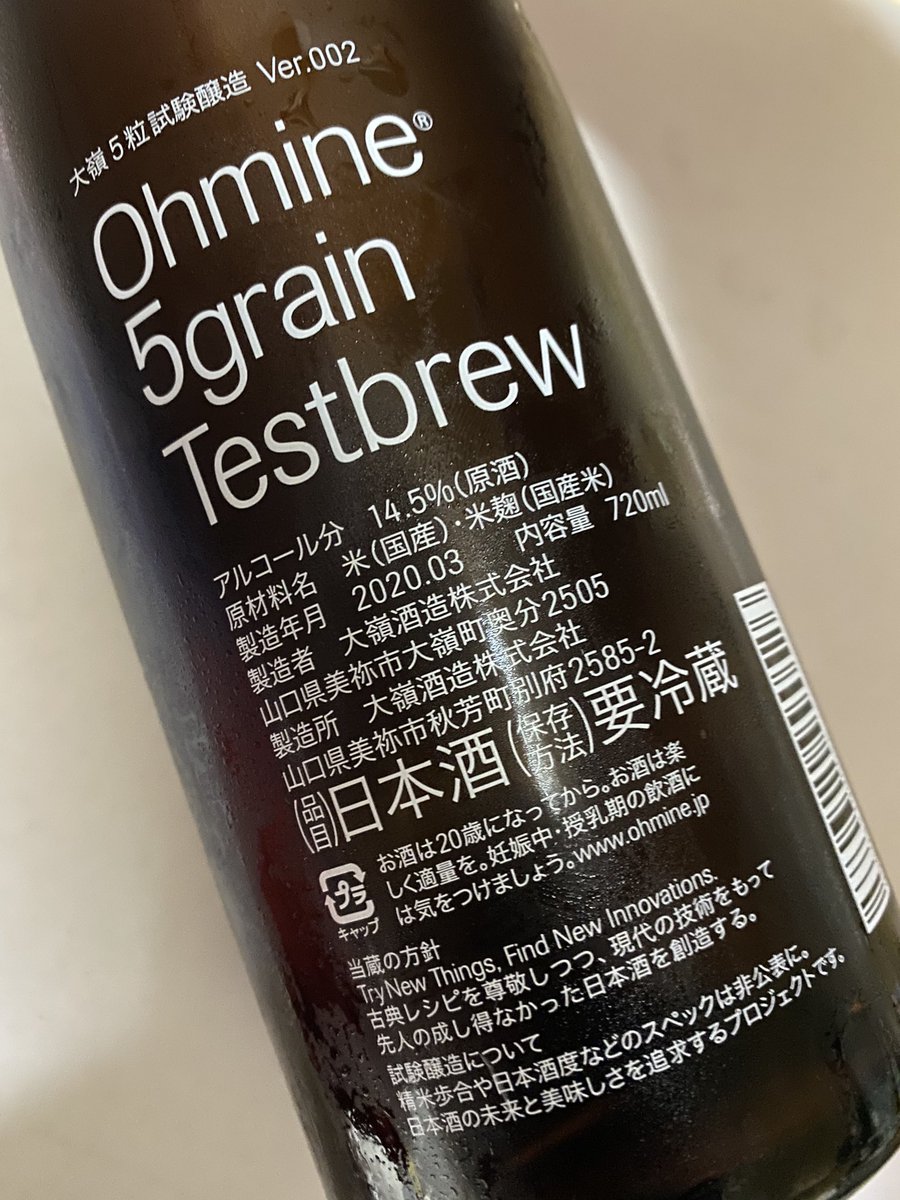 大嶺5粒試験醸造 Ver.002
Ohmine®
5grain
Testbrew
アルコール分 14.5%(原酒)
原材料名 米(国産)・米麹(国産米)
製造年月 2020.03 内容量 720ml
製造者 大嶺酒造株式会社
山口県美祢市大嶺町奥分2505
製造所 大嶺酒造株式会社
山口県美祢市秋芳町別府2585-2
(品目)日本酒(保存方法)要冷蔵
お酒は20歳になってから。お酒は楽
しく適量を。妊娠中・授乳期の飲酒に
は気をつけましょう。www.ohmine.jp
プラ
キャップ
当蔵の方針
Try New Things, Find New Innovations.
古典レシピを尊敬しつつ、現代の技術をもって
先人の成し得なかった日本酒を創造する。
試験醸造について
精米歩合や日本酒度などのスペックは非公表に。
日本酒の未来と美味しさを追求するプロジェクトです。